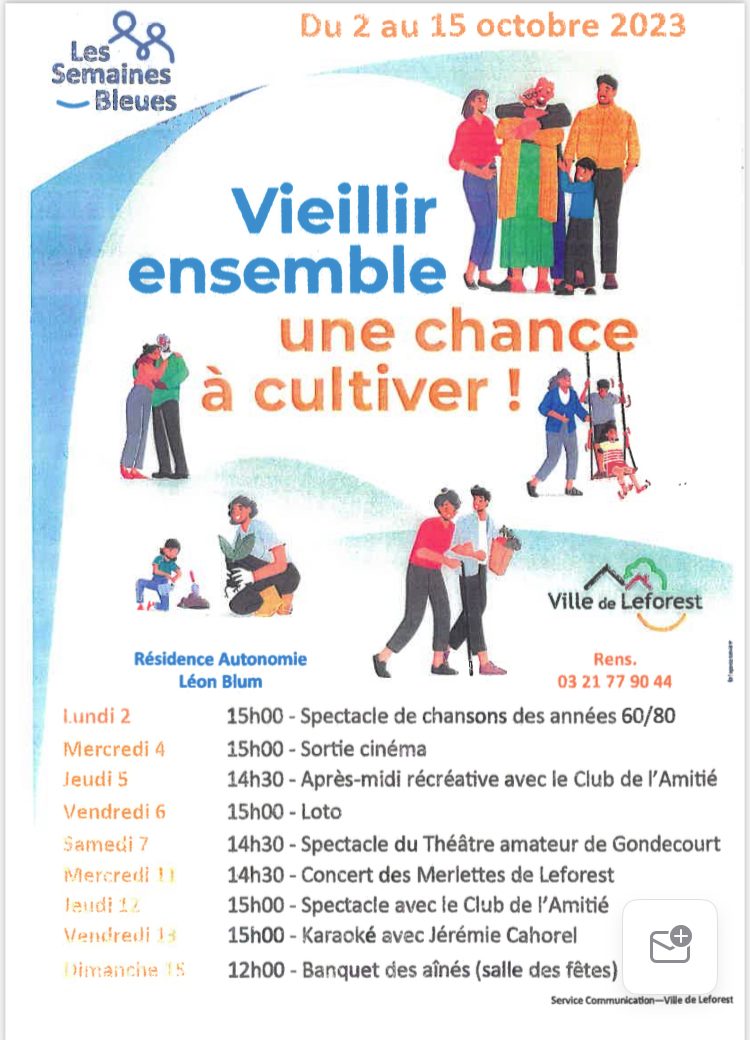 Du 2 au 15 octobre 2023
Les
Semaines
Bleues
Vieillir
ensemble
une chance
à cultiver !
Ville de Leforest
Résidence Autonomie
Léon Blum
Rens.
03 21 77 90 44
Lundi 2 15h00 - Spectacle de chansons des années 60/80
Mercredi 4 15h00 - Sortie cinéma
Jeudi 5 14h30 - Après-midi récréative avec le Club de l'Amitié
Vendredi 6 15h00 - Loto
Samedi 7 14h30 - Spectacle du Théâtre amateur de Gondecourt
Mercredi 11 14h30 - Concert des Merlettes de Leforest
Jeudi 12 15h00 - Spectacle avec le Club de l'Amitié
Vendredi 13 15h00 - Karaoké avec Jérémie Cahorel
Dimanche 15 12h00 - Banquet des aînés (salle des fêtes)
Service Communication—Ville de Leforest